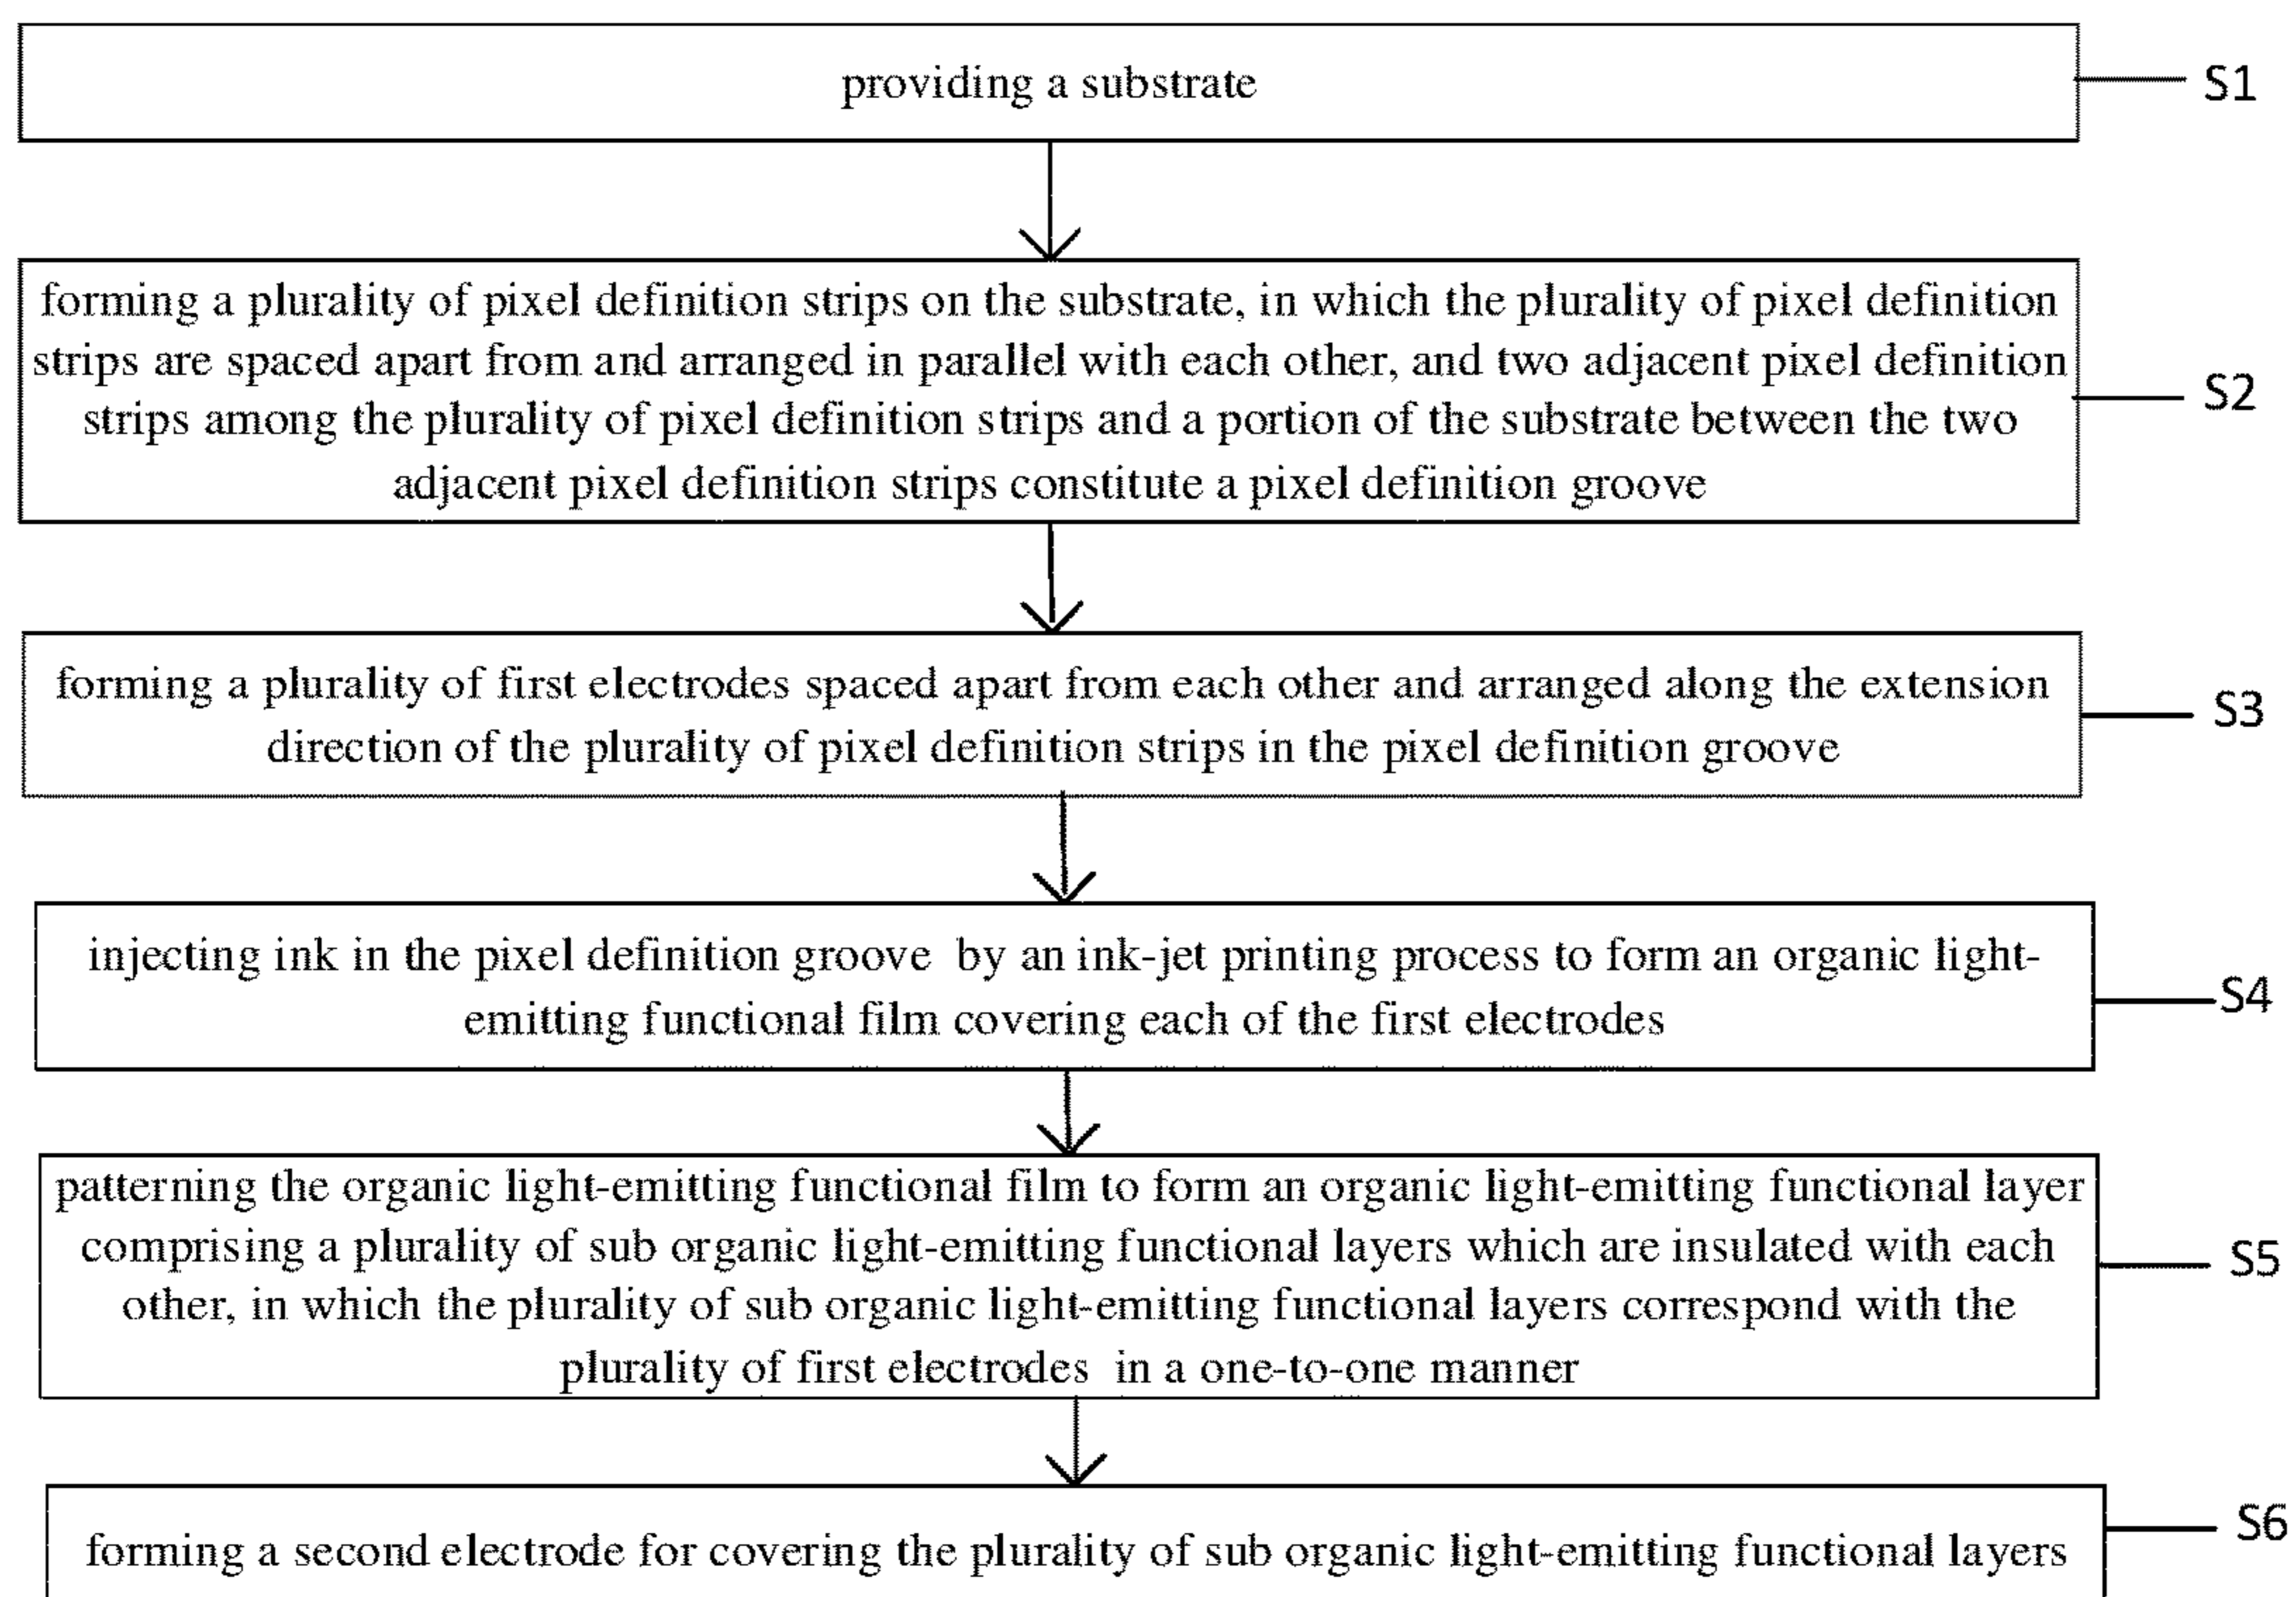 providing a substrate
S1
forming a plurality of pixel definition strips on the substrate, in which the plurality of pixel definition
strips are spaced apart from and arranged in parallel with each other, and two adjacent pixel definition
strips among the plurality of pixel definition strips and a portion of the substrate between the two
adjacent pixel definition strips constitute a pixel definition groove
S2
forming a plurality of first electrodes spaced apart from each other and arranged along the extension
direction of the plurality of pixel definition strips in the pixel definition groove
S3
injecting ink in the pixel definition groove by an ink-jet printing process to form an organic light-
emitting functional film covering each of the first electrodes
S4
patterning the organic light-emitting functional film to form an organic light-emitting functional layer
comprising a plurality of sub organic light-emitting functional layers which are insulated with each
other, in which the plurality of sub organic light-emitting functional layers correspond with the
plurality of first electrodes in a one-to-one manner
S5
forming a second electrode for covering the plurality of sub organic light-emitting functional layers
S6